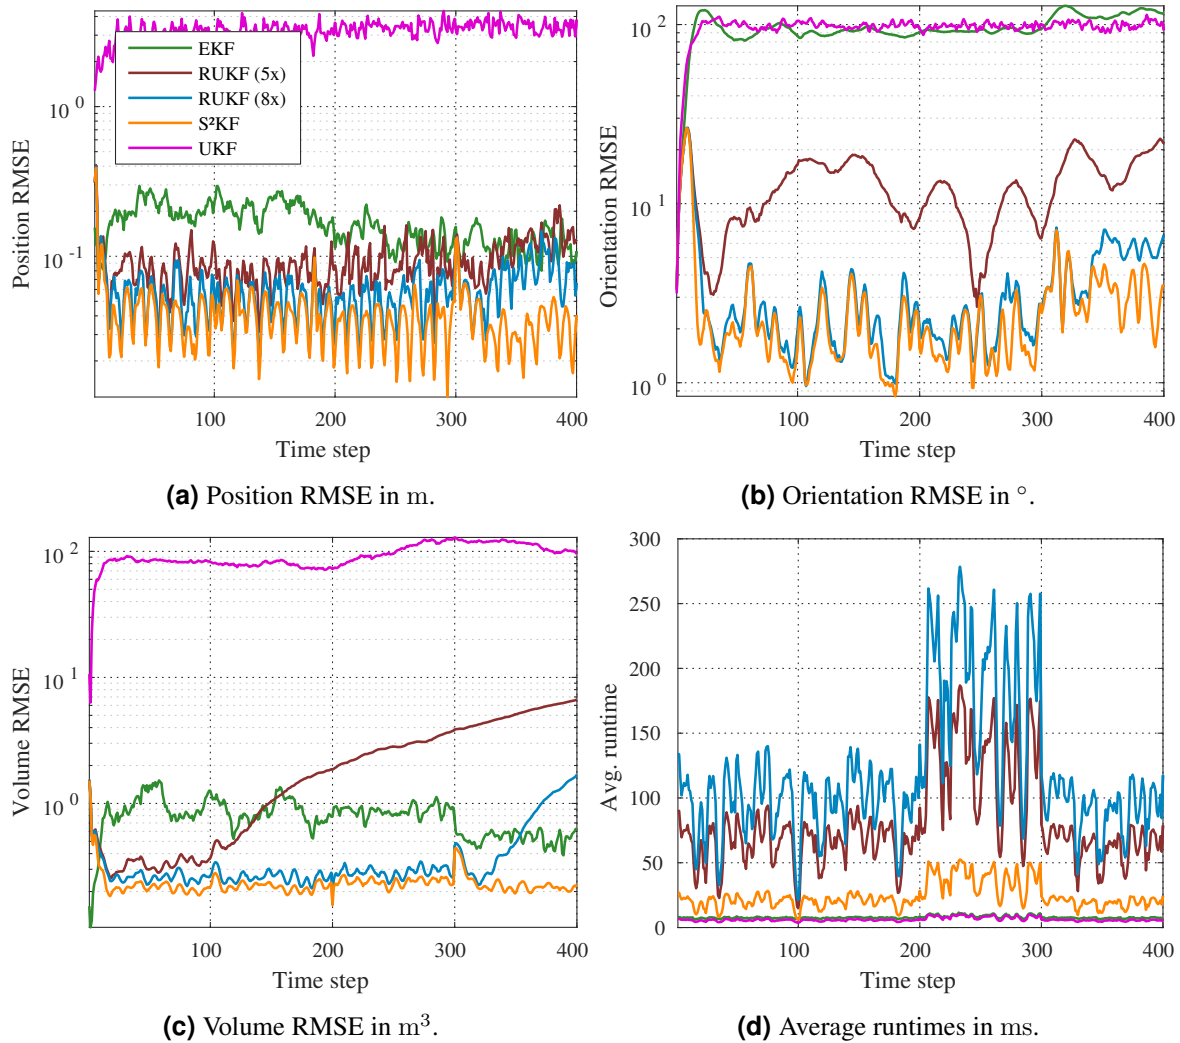 EKF
RUKF (5x)
RUKF (8x)
S²KF
UKF
Position RMSE
10^0
10^-1
100
200
300
400
Time step
(a) Position RMSE in m.
Orientation RMSE
10^2
10^1
10^0
100
200
300
400
Time step
(b) Orientation RMSE in °.
Volume RMSE
10^2
10^1
10^0
100
200
300
400
Time step
(c) Volume RMSE in m³.
Avg. runtime
300
250
200
150
100
50
0
100
200
300
400
Time step
(d) Average runtimes in ms.